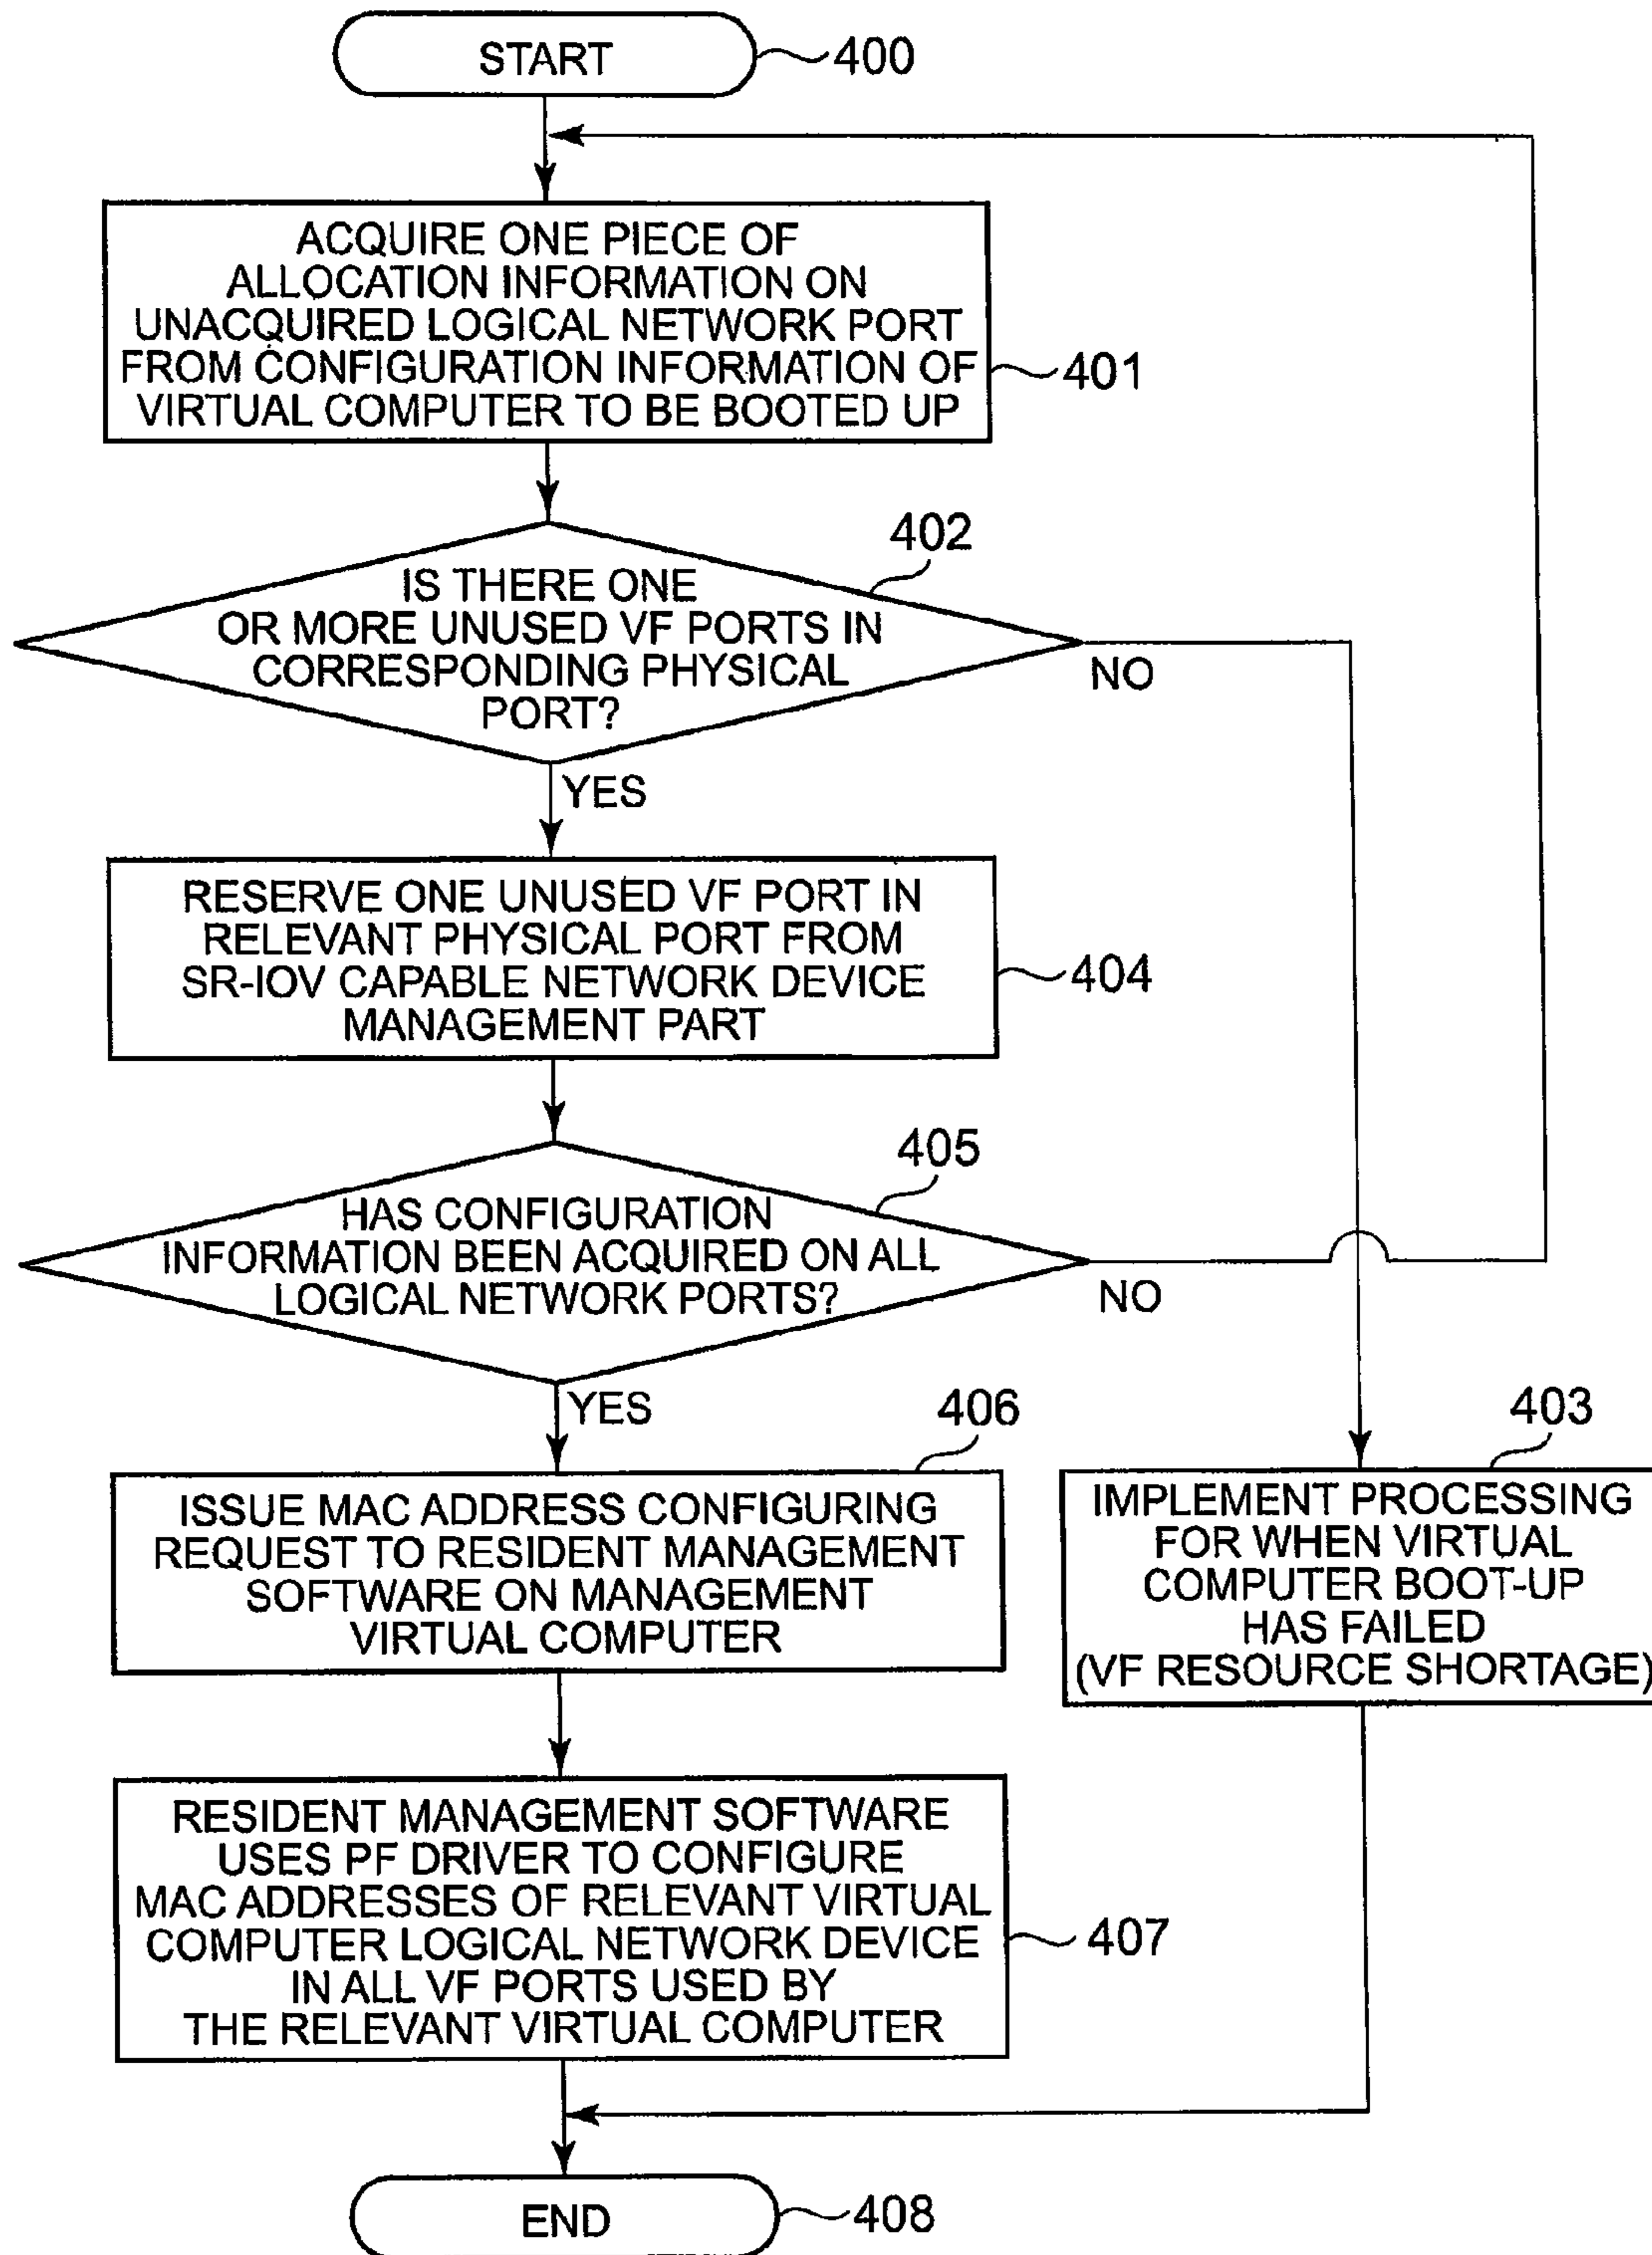 START
400
ACQUIRE ONE PIECE OF
ALLOCATION INFORMATION ON
UNACQUIRED LOGICAL NETWORK PORT
FROM CONFIGURATION INFORMATION OF
VIRTUAL COMPUTER TO BE BOOTED UP
401
402
IS THERE ONE
OR MORE UNUSED VF PORTS IN
CORRESPONDING PHYSICAL
PORT?
NO
YES
RESERVE ONE UNUSED VF PORT IN
RELEVANT PHYSICAL PORT FROM
SR-IOV CAPABLE NETWORK DEVICE
MANAGEMENT PART
404
405
HAS CONFIGURATION
INFORMATION BEEN ACQUIRED ON ALL
LOGICAL NETWORK PORTS?
NO
YES
406
ISSUE MAC ADDRESS CONFIGURING
REQUEST TO RESIDENT MANAGEMENT
SOFTWARE ON MANAGEMENT
VIRTUAL COMPUTER
403
IMPLEMENT PROCESSING
FOR WHEN VIRTUAL
COMPUTER BOOT-UP
HAS FAILED
(VF RESOURCE SHORTAGE)
RESIDENT MANAGEMENT SOFTWARE
USES PF DRIVER TO CONFIGURE
MAC ADDRESSES OF RELEVANT VIRTUAL
COMPUTER LOGICAL NETWORK DEVICE
IN ALL VF PORTS USED BY
THE RELEVANT VIRTUAL COMPUTER
407
END
408